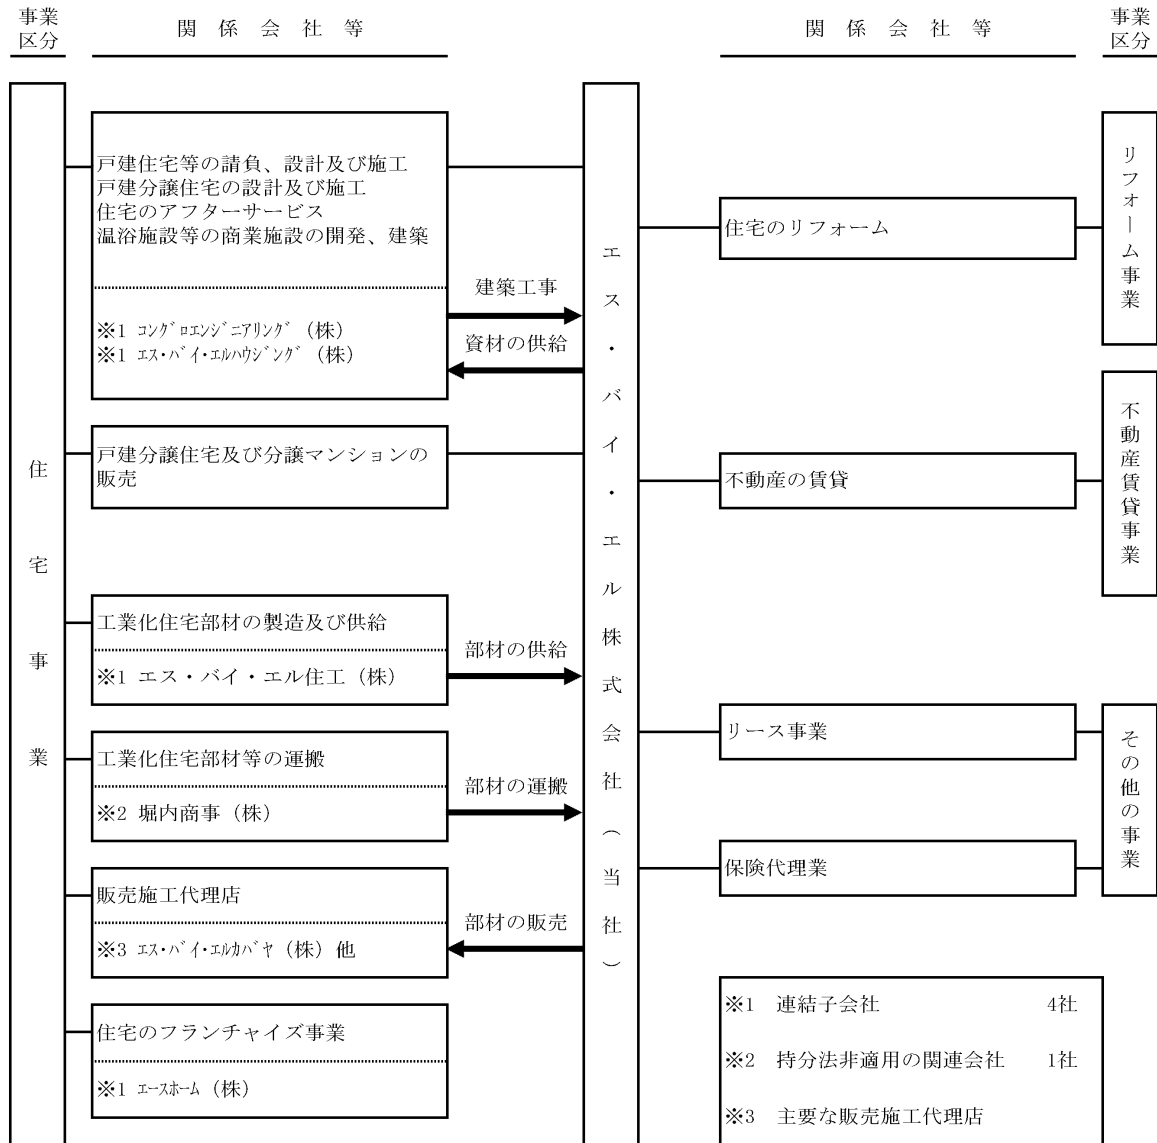 事業
区分
関 係 会 社 等
関 係 会 社 等
事業
区分
住宅事業
戸建住宅等の請負、設計及び施工
戸建分譲住宅の設計及び施工
住宅のアフターサービス
温浴施設等の商業施設の開発、建築
※1 ｺﾝｸﾞﾛｴﾝｼﾞﾆｱﾘﾝｸﾞ（株）
※1 ｴｽ･ﾊﾞｲ･ｴﾙﾊｳｼﾞﾝｸﾞ（株）
建築工事
資材の供給
戸建分譲住宅及び分譲マンションの
販売
工業化住宅部材の製造及び供給
※1 エス・バイ・エル住工（株）
部材の供給
工業化住宅部材等の運搬
※2 堀内商事（株）
部材の運搬
販売施工代理店
※3 ｴｽ･ﾊﾞｲ･ｴﾙｶﾊﾞﾔ（株）他
部材の販売
住宅のフランチャイズ事業
※1 ｴｰｽﾎｰﾑ（株）
エス・バイ・エル株式会社（当社）
住宅のリフォーム
リフォーム事業
不動産の賃貸
不動産賃貸事業
リース事業
保険代理業
その他の事業
※1 連結子会社 4社
※2 持分法非適用の関連会社 1社
※3 主要な販売施工代理店